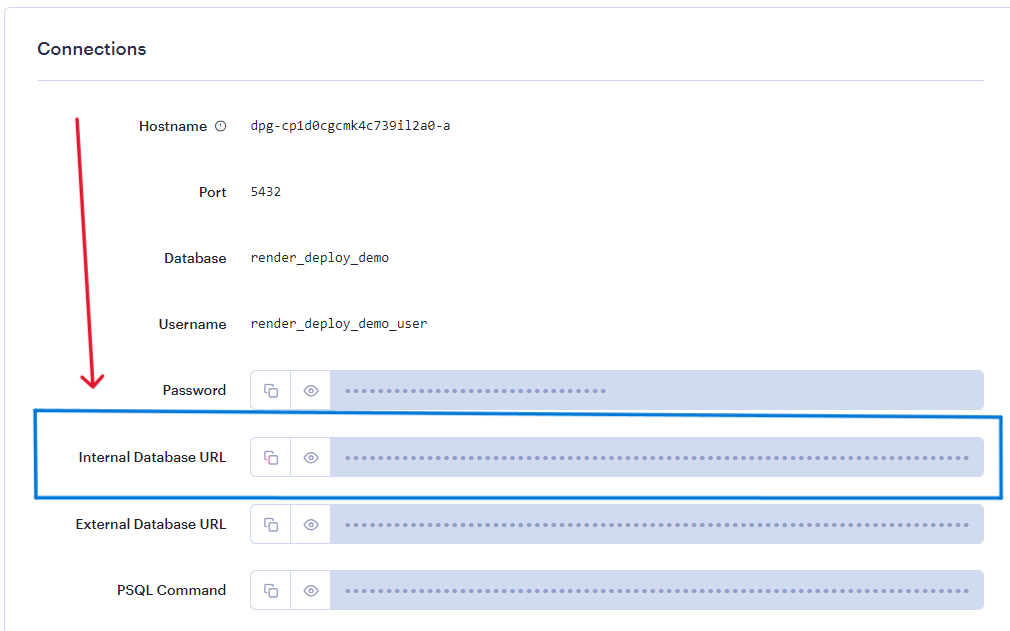 Connections
Hostname dpg-cp1d0cgcmk4c739il2a0-a
Port 5432
Database render_deploy_demo
Username render_deploy_demo_user
Password ••••••••••••••••••••••••••••••••
Internal Database URL ••••••••••••••••••••••••••••••••••••••••••••••••••••••••••••••••••••••••••••
External Database URL ••••••••••••••••••••••••••••••••••••••••••••••••••••••••••••••••••••••••••••
PSQL Command ••••••••••••••••••••••••••••••••••••••••••••••••••••••••••••••••••••••••••••